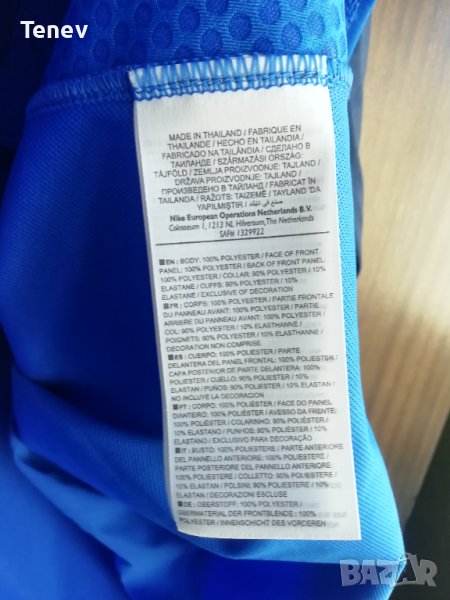 Tenev
MADE IN THAILAND / FABRIQUE EN
THAILANDE / HECHO EN TAILANDIA /
FABRICADO NA TAILÂNDIA / СДЕЛАНО В
ТАИЛАНДЕ / SZÁRMAZÁSI ORSZÁG:
TÁJFÖLD / ZEMLJA PROIZVODNJE: TAJLAND /
DRŽAVA PROIZVODNJE: TAJLAND /
ПРОИЗВЕДЕНО В ТАЙЛАНД / FABRICAT ÎN
TAILANDA / RAŽOTS: TAIZEMĒ / TAYLAND 'DA
YAPILMIŞTIR / صنع في تايلند
Nike European Operations Netherlands B.V.
Colosseum 1, 1213 NL Hilversum, The Netherlands
SAF# 1329922
EN: BODY: 100% POLYESTER / FACE OF FRONT
PANEL: 100% POLYESTER / BACK OF FRONT PANEL:
100% POLYESTER / COLLAR: 90% POLYESTER / 10%
ELASTANE / CUFFS: 90% POLYESTER / 10%
ELASTANE / EXCLUSIVE OF DECORATION
FR: CORPS: 100% POLYESTER / PARTIE FRONTALE
DU PANNEAU AVANT: 100% POLYESTER / PARTIE
ARRIERE DU PANNEAU AVANT: 100% POLYESTER /
COL: 90% POLYESTER / 10% ELASTHANNE /
POIGNETS: 90% POLYESTER / 10% ELASTHANNE /
DECORATION NON COMPRISE
ES: CUERPO: 100% POLIESTER / PARTE
DELANTERA DEL PANEL FRONTAL: 100% POLIESTER /
CAPA POSTERIOR DE PARTE DELANTERA: 100%
POLIESTER / CUELLO: 90% POLIESTER / 10%
ELASTAN / PUÑOS: 90% POLIESTER / 10% ELASTAN /
NO INCLUYE LA DECORACION
PT: CORPO: 100% POLIÉSTER / FACE DO PAINEL
DIANTEIRO: 100% POLIÉSTER / AVESSO DA FRENTE:
100% POLIÉSTER / COLARINHO: 90% POLIÉSTER /
10% ELASTANO / PUNHOS: 90% POLIÉSTER / 10%
ELASTANO / EXCLUSIVO PARA DECORAÇÃO
IT: BUSTO: 100% POLIESTERE / PARTE ANTERIORE
DEL PANNELLO ANTERIORE: 100% POLIESTERE /
PARTE POSTERIORE DEL PANNELLO ANTERIORE:
100% POLIESTERE / COLLETTO: 90% POLIESTERE /
10% ELASTAN / POLSINI: 90% POLIESTERE / 10%
ELASTAN / DECORAZIONI ESCLUSE
DE: OBERSTOFF: 100% POLYESTER /
OBERMATERIAL DER FRONTBLENDE: 100%
POLYESTER / INNENSCHICHT DES VORDEREN
BAZAR